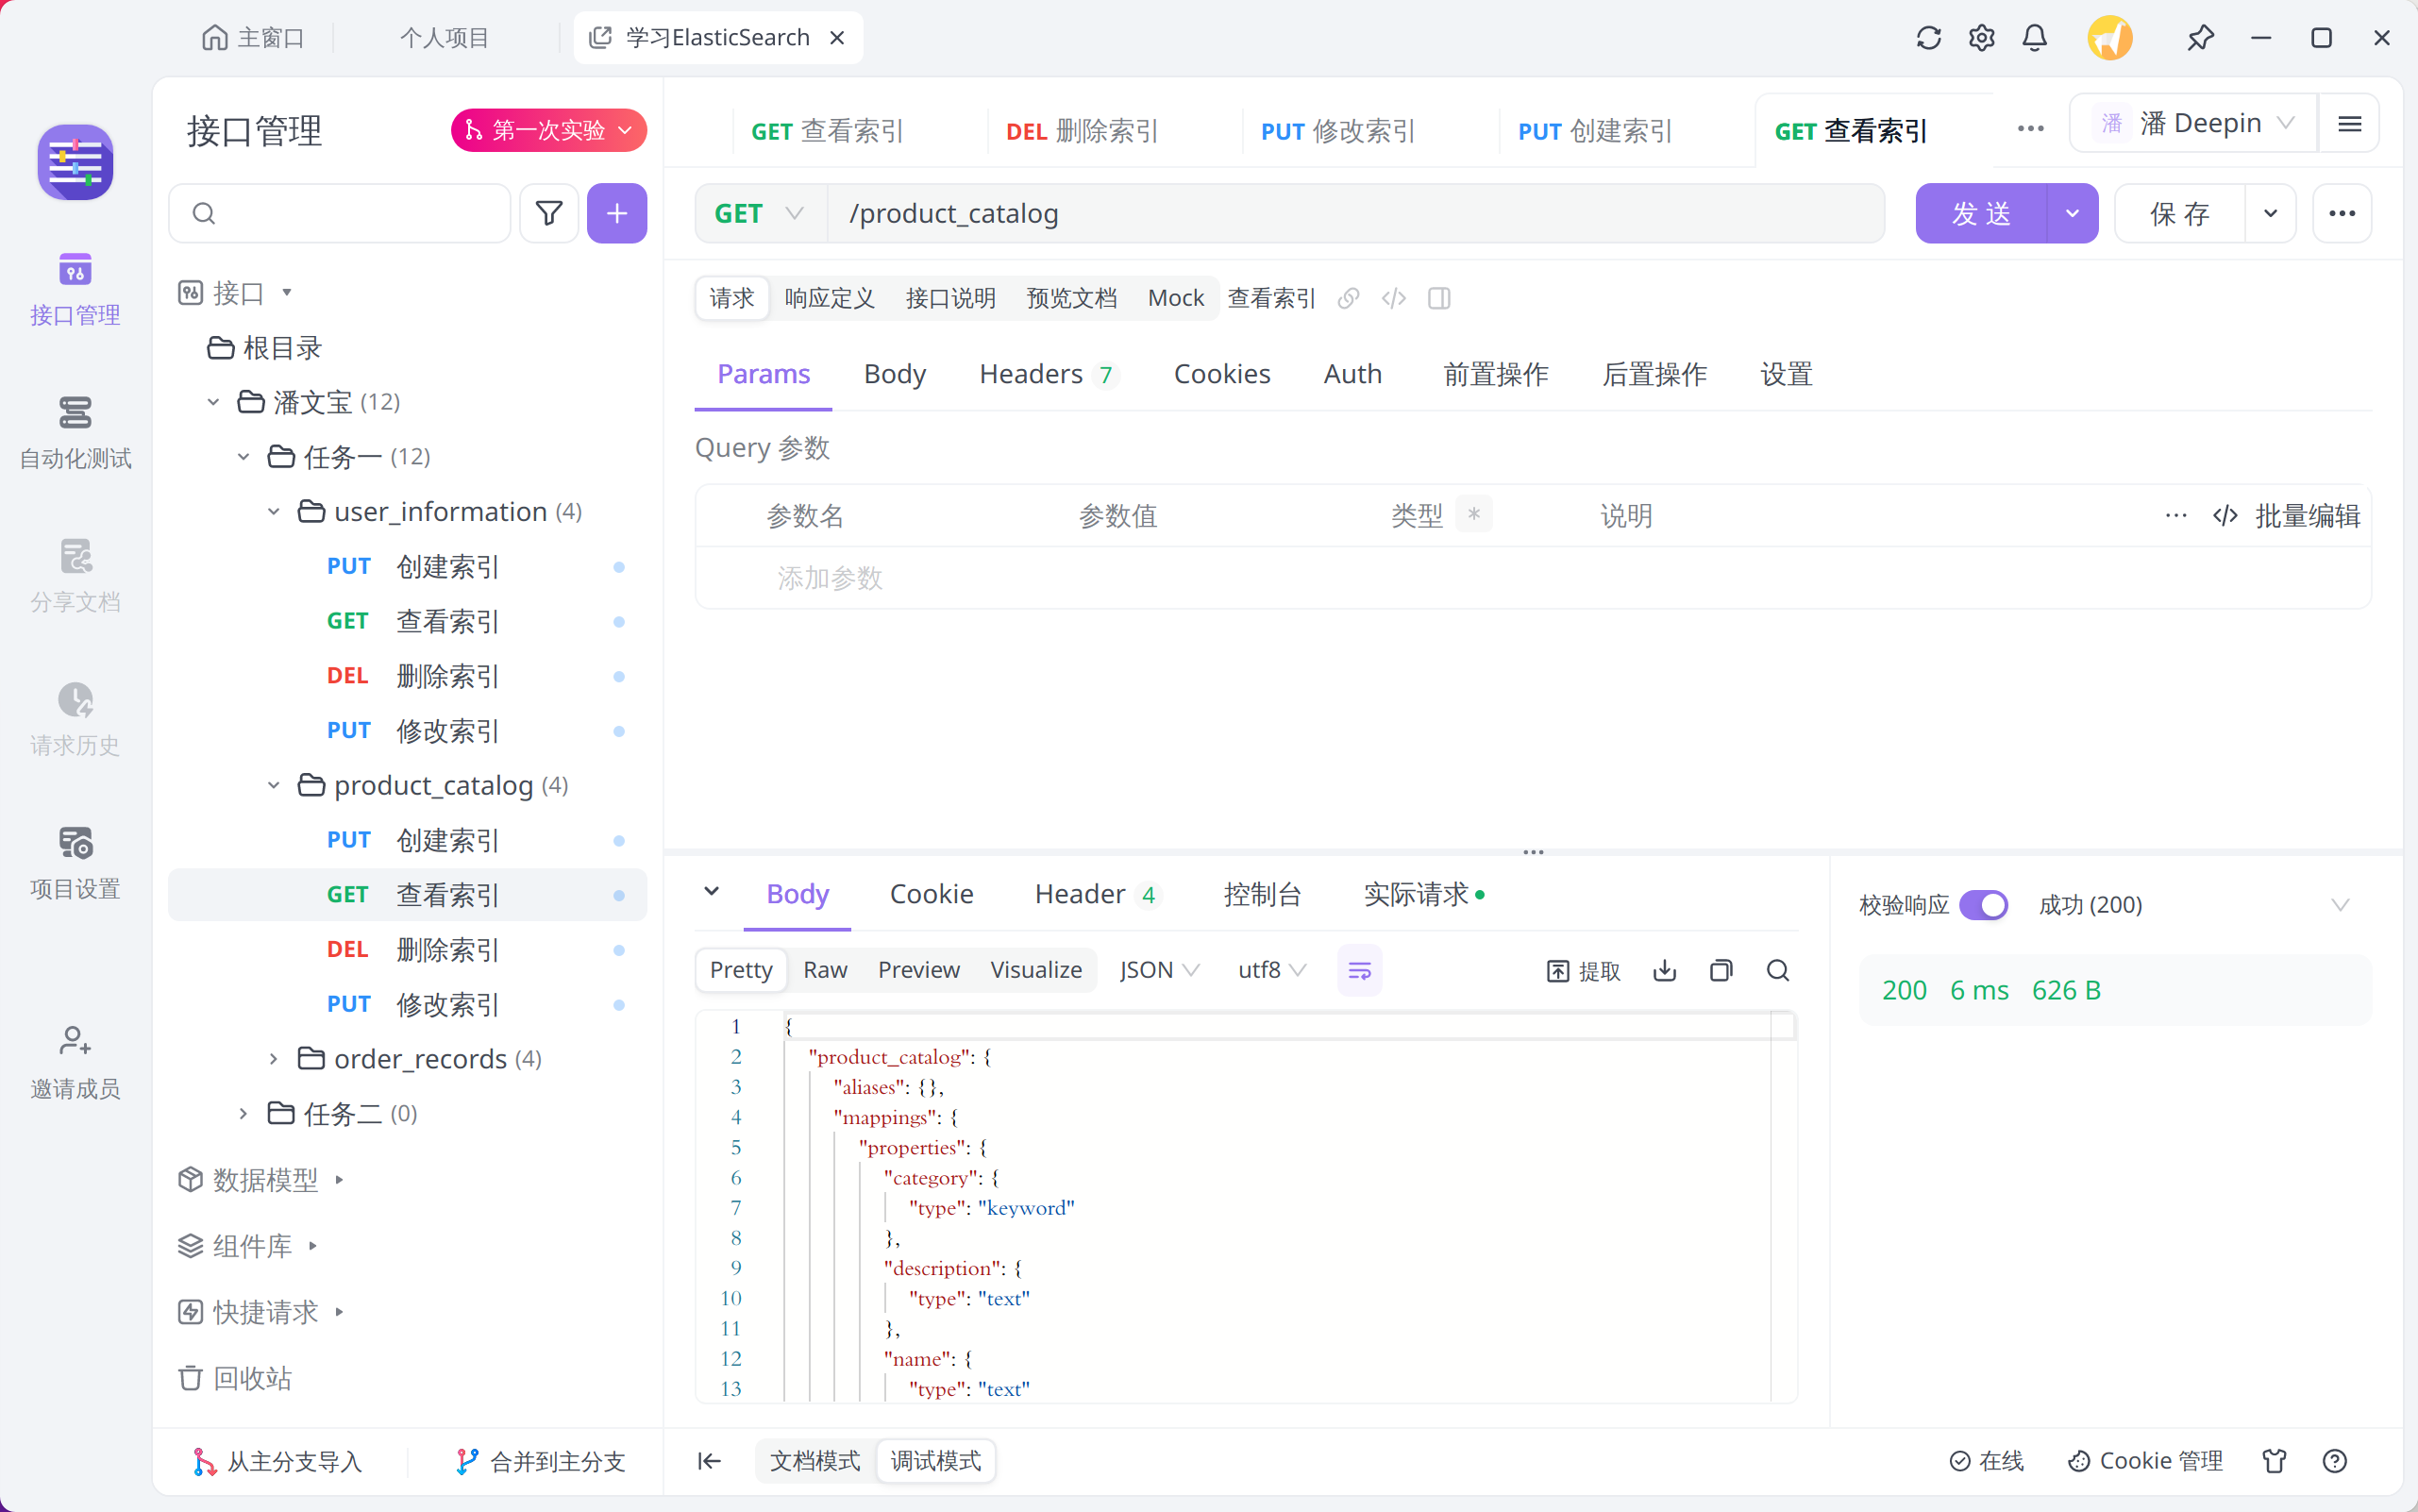 主窗口
个人项目
学习ElasticSearch
接口管理
自动化测试
分享文档
请求历史
项目设置
邀请成员
接口管理
第一次实验
接口
根目录
潘文宝 (12)
任务一 (12)
user_information (4)
PUT 创建索引
GET 查看索引
DEL 删除索引
PUT 修改索引
product_catalog (4)
PUT 创建索引
GET 查看索引
DEL 删除索引
PUT 修改索引
order_records (4)
任务二 (0)
数据模型
组件库
快捷请求
回收站
从主分支导入
合并到主分支
GET 查看索引
DEL 删除索引
PUT 修改索引
PUT 创建索引
GET 查看索引
潘 潘 Deepin
GET /product_catalog
发 送
保 存
请求 响应定义 接口说明 预览文档 Mock 查看索引
Params Body Headers 7 Cookies Auth 前置操作 后置操作 设置
Query 参数
参数名 参数值 类型 * 说明 批量编辑
添加参数
Body Cookie Header 4 控制台 实际请求
Pretty Raw Preview Visualize JSON utf8 提取
1 {
2 "product_catalog": {
3 "aliases": {},
4 "mappings": {
5 "properties": {
6 "category": {
7 "type": "keyword"
8 },
9 "description": {
10 "type": "text"
11 },
12 "name": {
13 "type": "text"
校验响应 成功 (200)
200 6 ms 626 B
文档模式 调试模式
在线 Cookie 管理